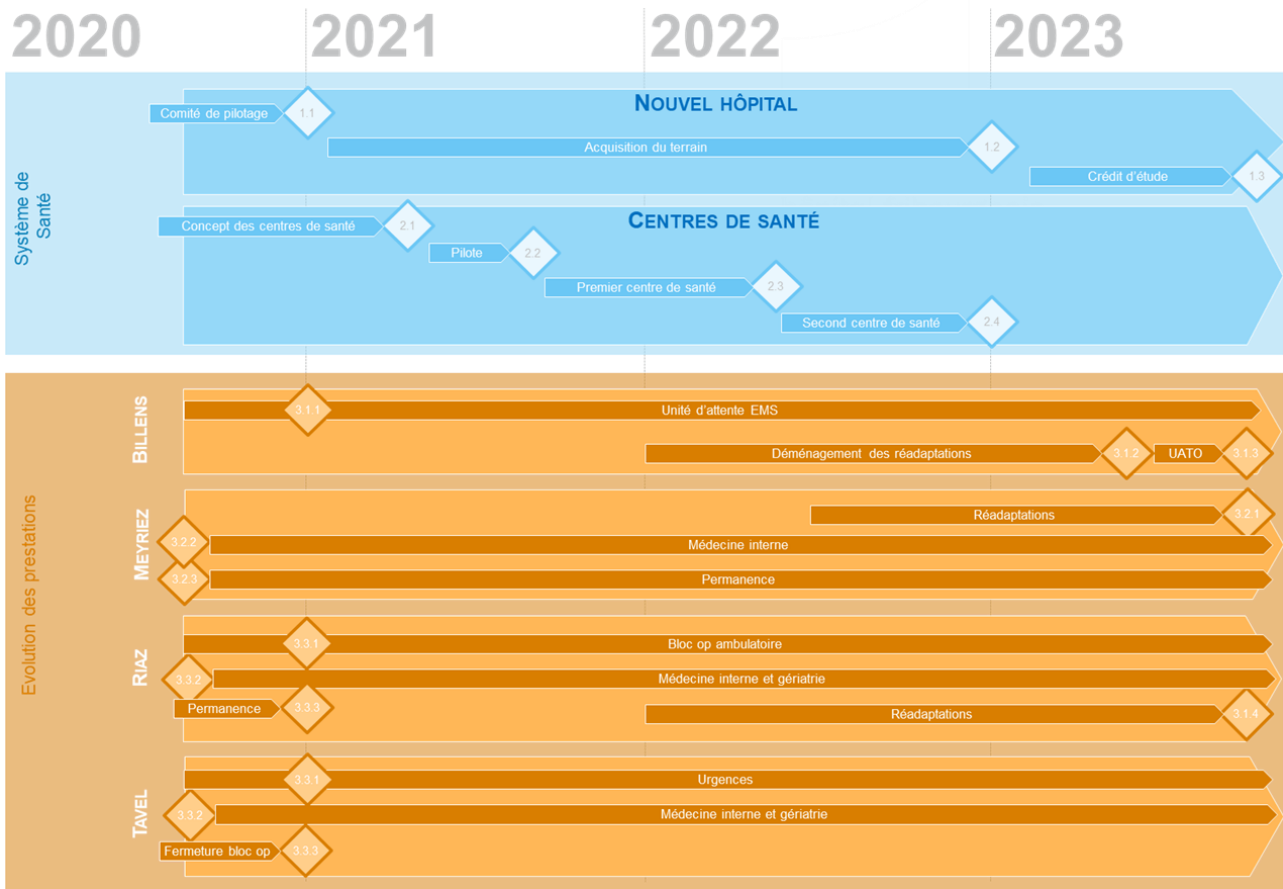 2020 2021 2022 2023
Système de
Santé
NOUVEL HÔPITAL
Comité de pilotage 1.1
Acquisition du terrain 1.2
Crédit d'étude 1.3
CENTRES DE SANTÉ
Concept des centres de santé 2.1
Pilote 2.2
Premier centre de santé 2.3
Second centre de santé 2.4
Evolution des prestations
BILLENS
3.1.1 Unité d'attente EMS
Déménagement des réadaptations 3.1.2 UATO 3.1.3
MEYRIEZ
Réadaptations 3.2.1
3.2.2 Médecine interne
3.2.3 Permanence
RIAZ
3.3.1 Bloc op ambulatoire
3.3.2 Médecine interne et gériatrie
Permanence 3.3.3 Réadaptations 3.1.4
TAVEL
3.3.1 Urgences
3.3.2 Médecine interne et gériatrie
Fermeture bloc op 3.3.3